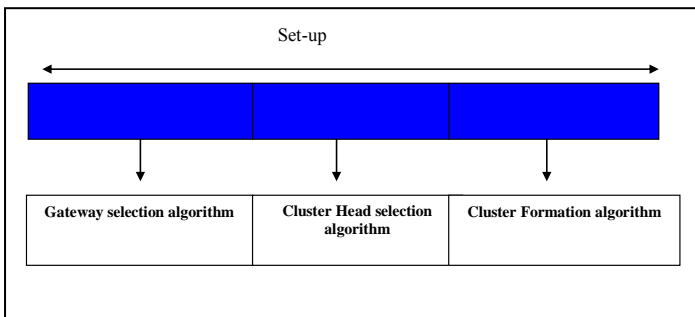 Set-up
Gateway selection algorithm
Cluster Head selection
algorithm
Cluster Formation algorithm